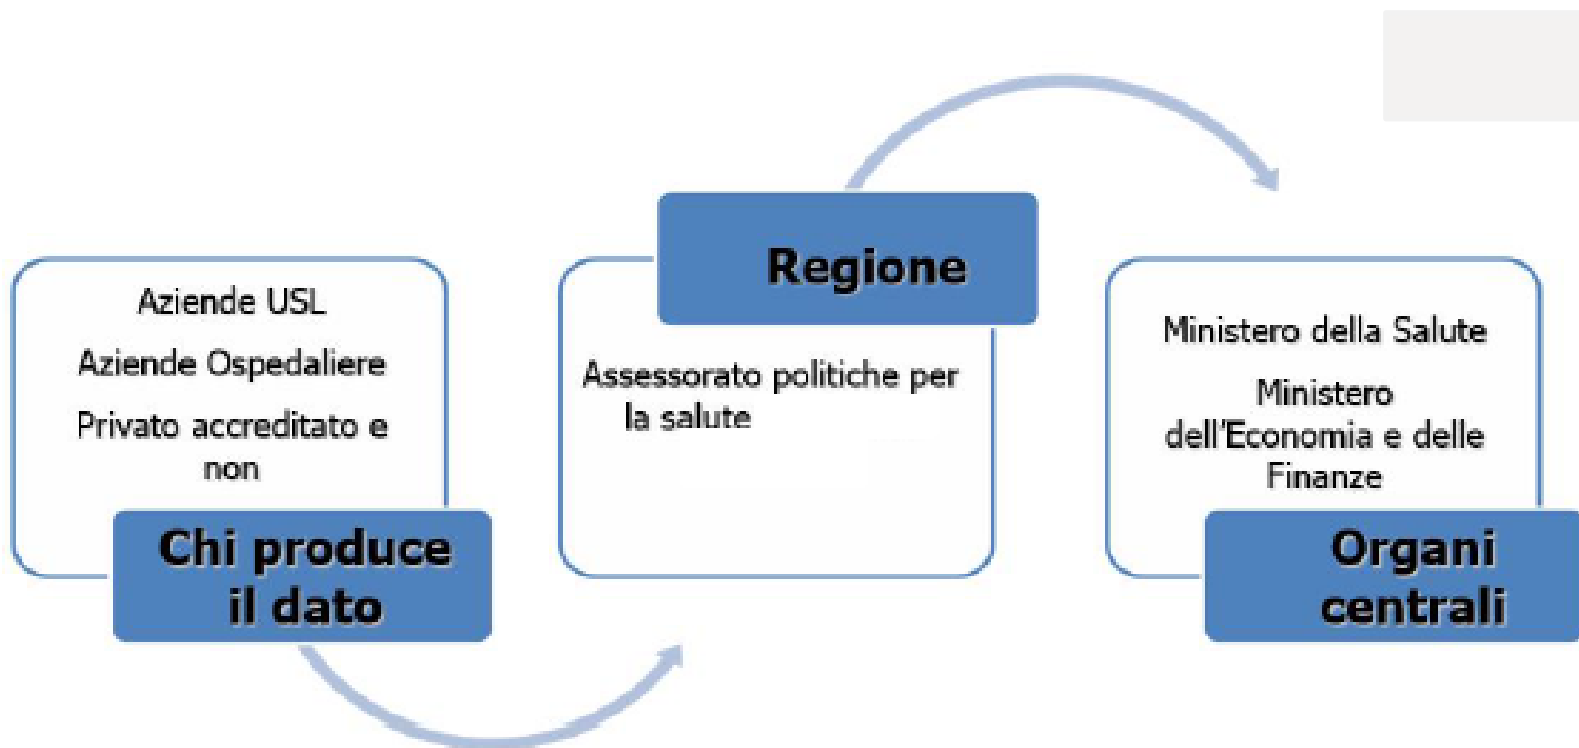 Aziende USL
Aziende Ospedaliere
Privato accreditato e
non
Chi produce
il dato
Regione
Assessorato politiche per
la salute
Ministero della Salute
Ministero
dell'Economia e delle
Finanze
Organi
centrali